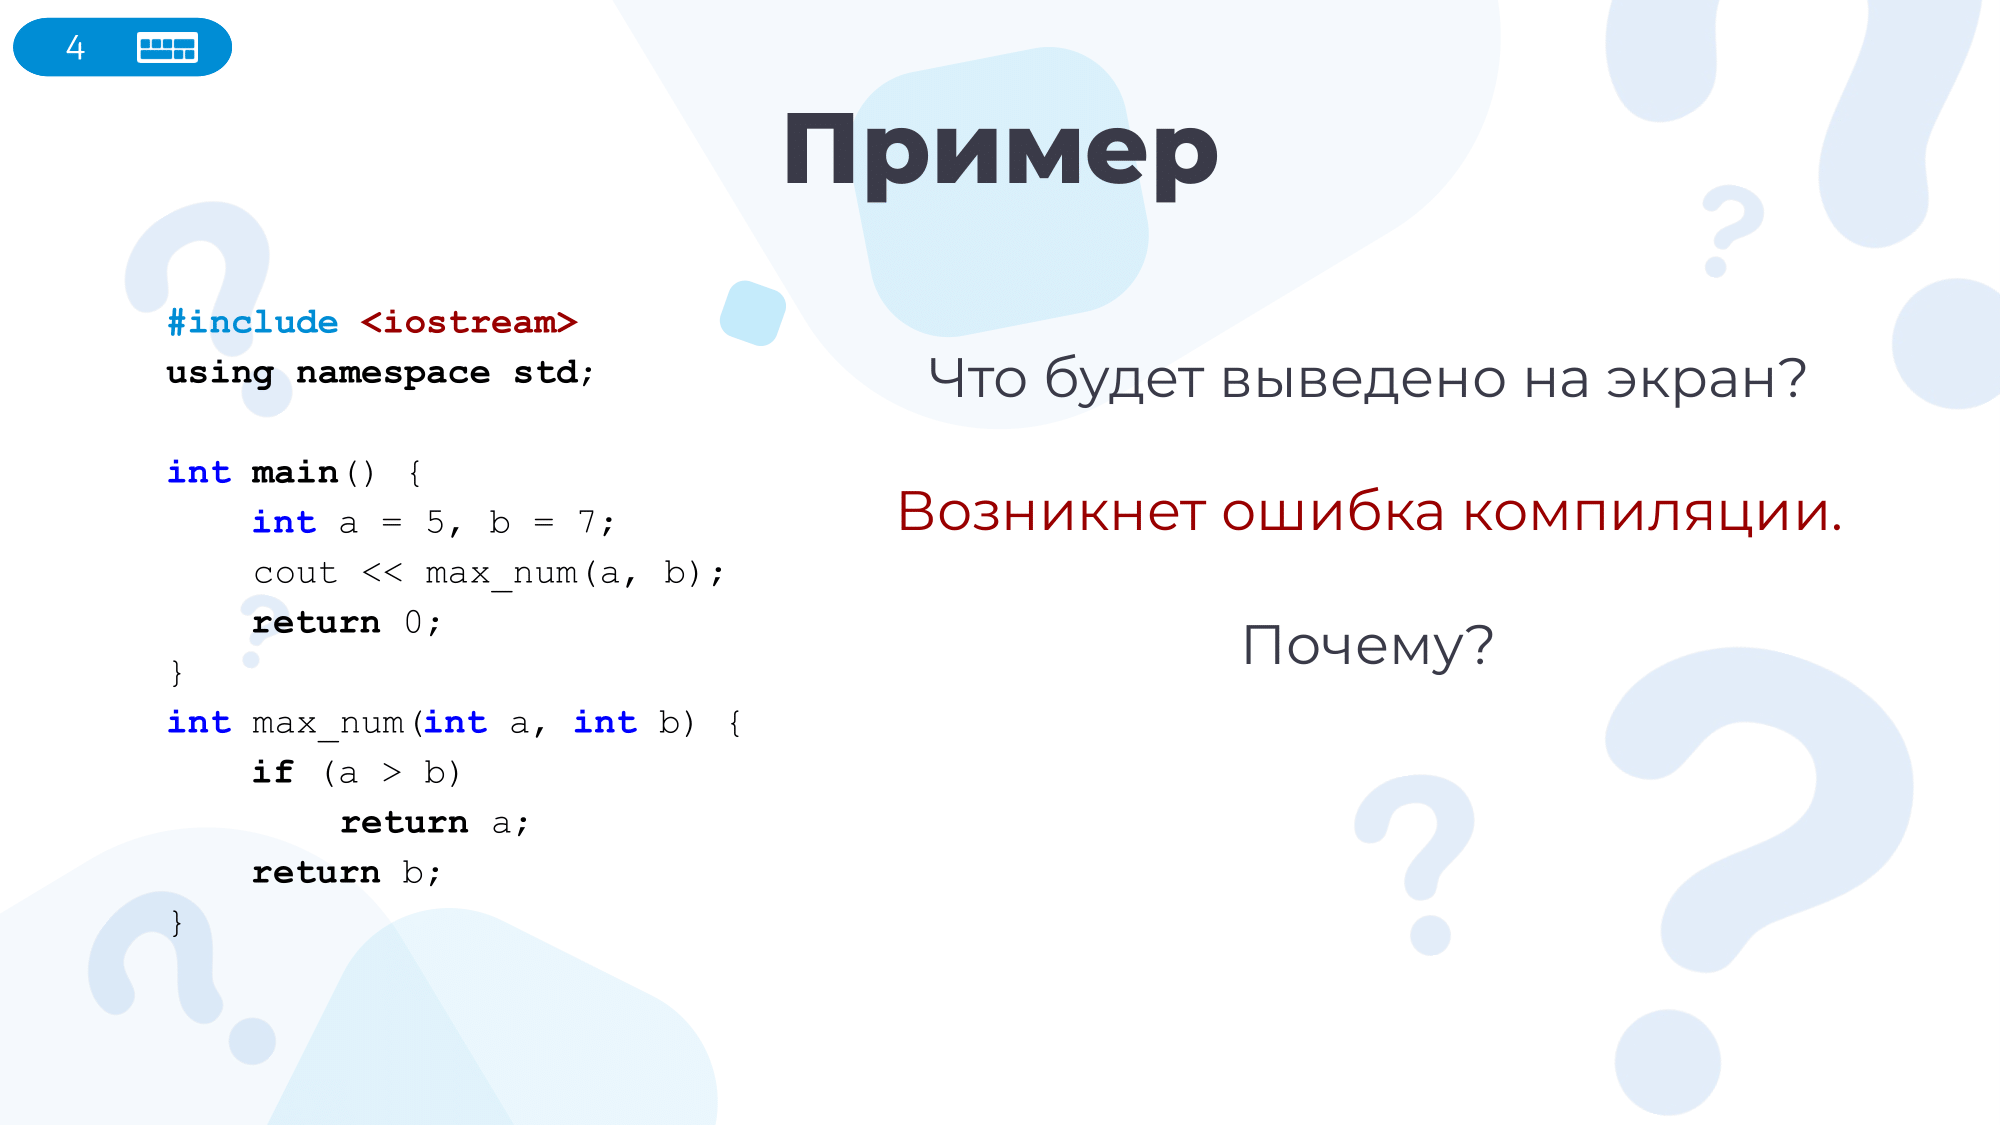 4
Пример
#include <iostream>
using namespace std;
int main() {
    int a = 5, b = 7;
    cout << max_num(a, b);
    return 0;
}
int max_num(int a, int b) {
    if (a > b)
        return a;
    return b;
}
Что будет выведено на экран?
Возникнет ошибка компиляции.
Почему?